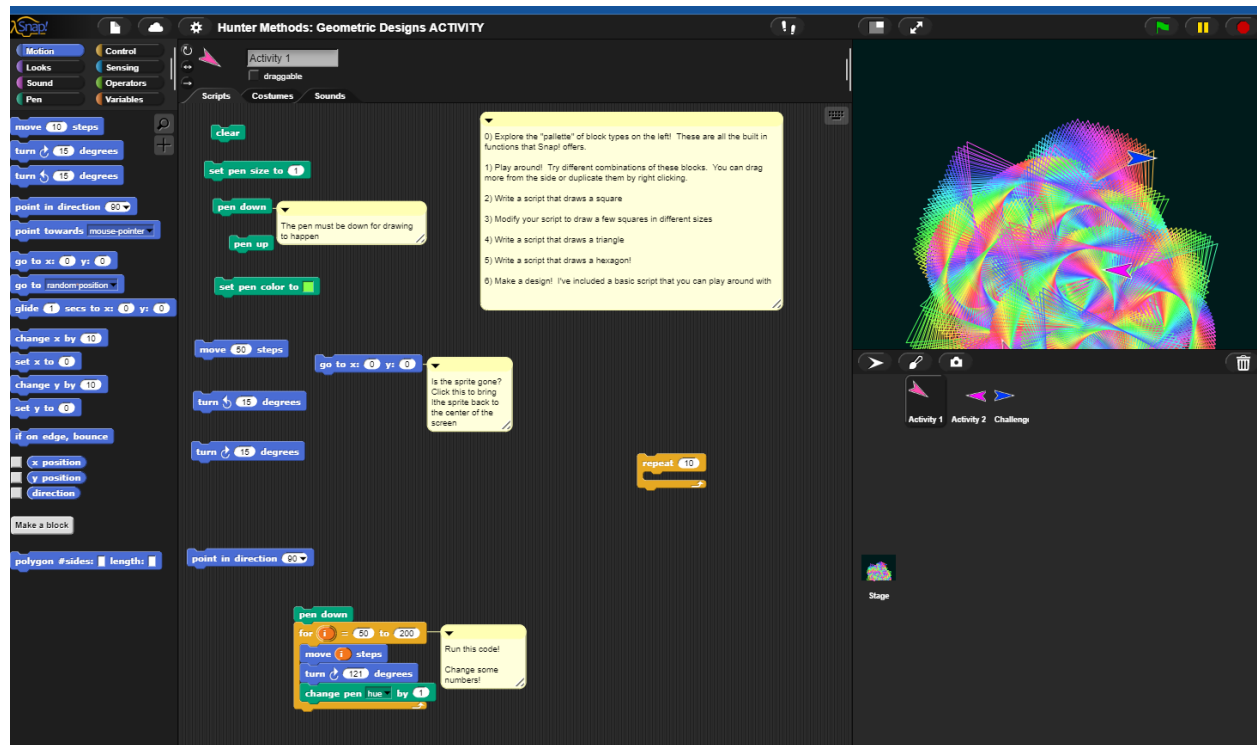 Snap!
Hunter Methods: Geometric Designs ACTIVITY
Motion
Control
Looks
Sensing
Sound
Operators
Pen
Variables
move 10 steps
turn 15 degrees
turn 15 degrees
point in direction 90
point towards mouse-pointer
go to x: 0 y: 0
go to random position
glide 1 secs to x: 0 y: 0
change x by 10
set x to 0
change y by 10
set y to 0
if on edge, bounce
x position
y position
direction
Make a block
polygon #sides: length:
Activity 1
draggable
Scripts Costumes Sounds
clear
set pen size to 1
pen down
The pen must be down for drawing
to happen
pen up
set pen color to
0) Explore the "pallette" of block types on the left! These are all the built in
functions that Snap! offers.
1) Play around! Try different combinations of these blocks. You can drag
more from the side or duplicate them by right clicking.
2) Write a script that draws a square
3) Modify your script to draw a few squares in different sizes
4) Write a script that draws a triangle
5) Write a script that draws a hexagon!
6) Make a design! I've included a basic script that you can play around with
move 50 steps
go to x: 0 y: 0
Is the sprite gone?
Click this to bring
lthe sprite back to
the center of the
screen
turn 15 degrees
turn 15 degrees
repeat 10
point in direction 90
pen down
for i = 50 to 200
move i steps
turn 121 degrees
change pen hue by 1
Run this code!
Change some
numbers!
Activity 1 Activity 2 Challeng
Stage